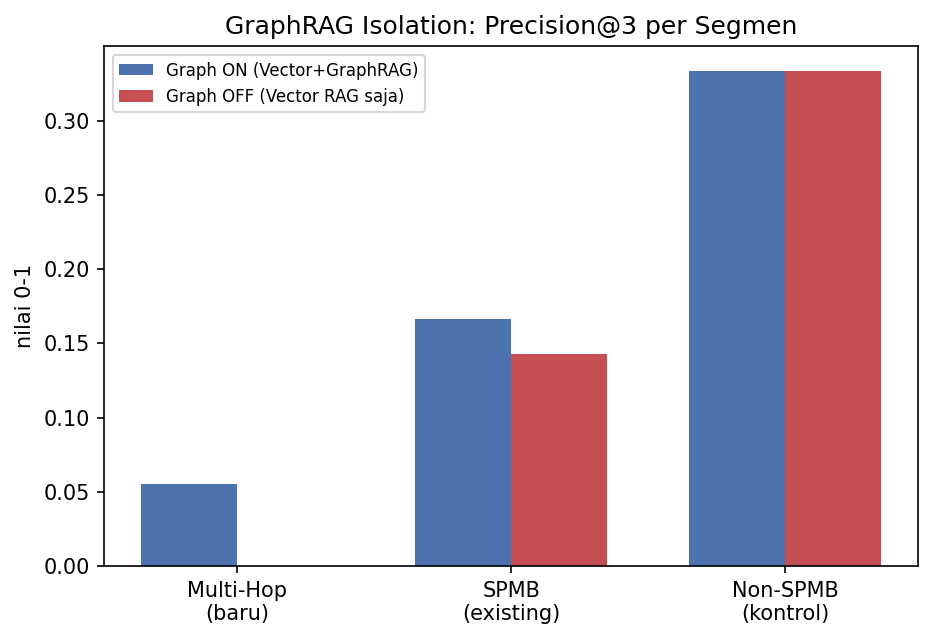 GraphRAG Isolation: Precision@3 per Segmen
Graph ON (Vector+GraphRAG)
Graph OFF (Vector RAG saja)
nilai 0-1
0.30
0.25
0.20
0.15
0.10
0.05
0.00
Multi-Hop
(baru)
SPMB
(existing)
Non-SPMB
(kontrol)